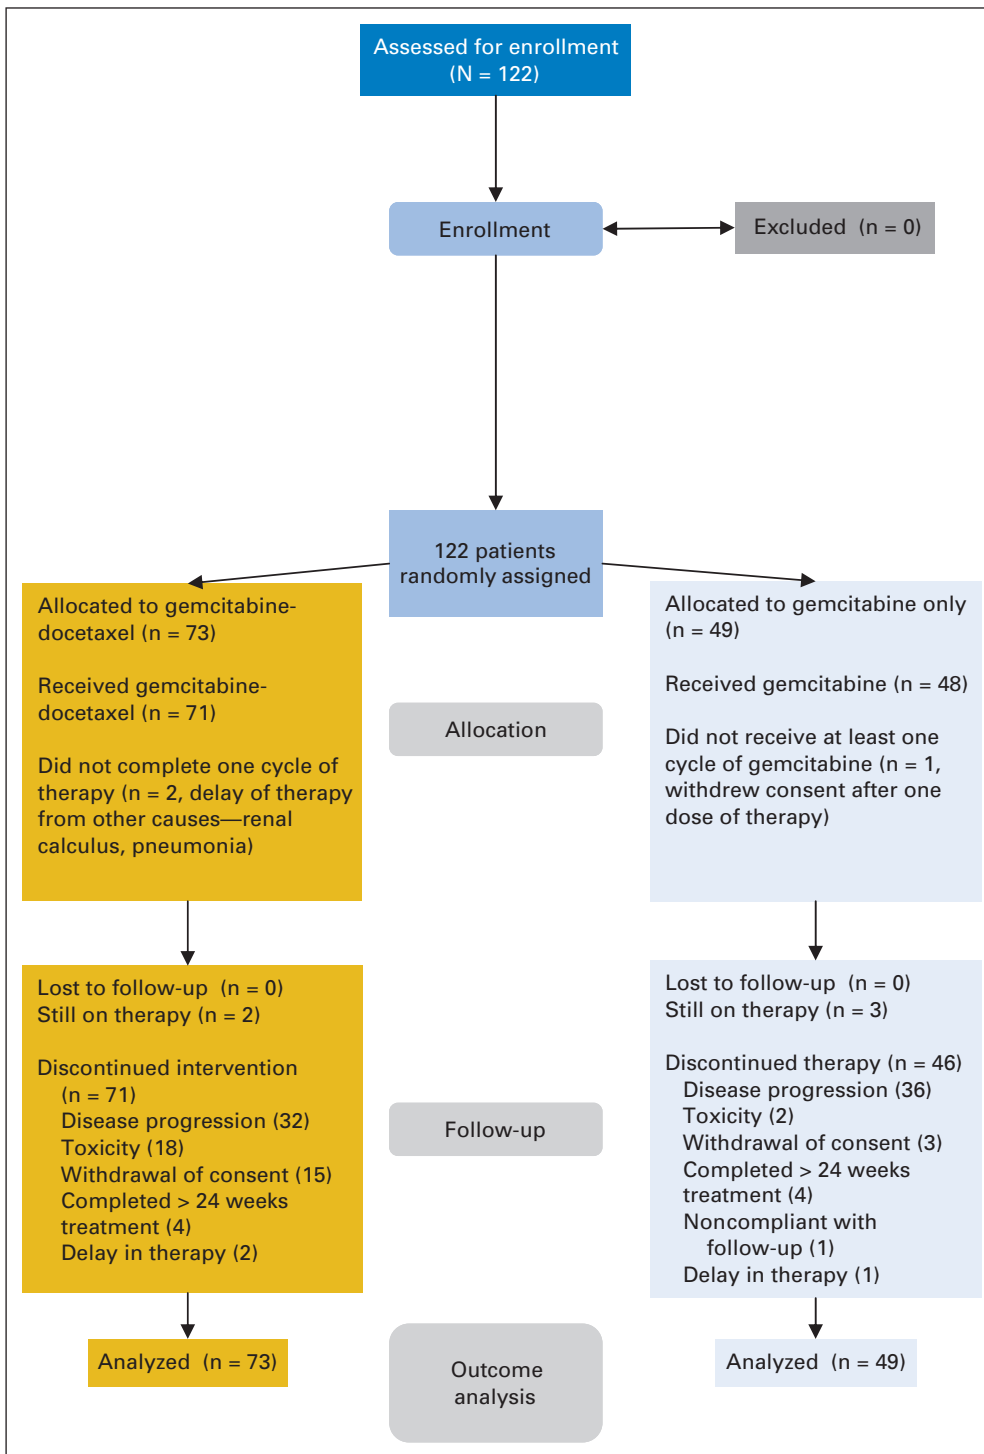 Assessed for enrollment
(N = 122)
Enrollment
Excluded (n = 0)
122 patients
randomly assigned
Allocated to gemcitabine-
docetaxel (n = 73)
Received gemcitabine-
docetaxel (n = 71)
Did not complete one cycle of
therapy (n = 2, delay of therapy
from other causes—renal
calculus, pneumonia)
Allocation
Allocated to gemcitabine only
(n = 49)
Received gemcitabine (n = 48)
Did not receive at least one
cycle of gemcitabine (n = 1,
withdrew consent after one
dose of therapy)
Lost to follow-up (n = 0)
Still on therapy (n = 2)
Discontinued intervention
(n = 71)
Disease progression (32)
Toxicity (18)
Withdrawal of consent (15)
Completed > 24 weeks
treatment (4)
Delay in therapy (2)
Follow-up
Lost to follow-up (n = 0)
Still on therapy (n = 3)
Discontinued therapy (n = 46)
Disease progression (36)
Toxicity (2)
Withdrawal of consent (3)
Completed > 24 weeks
treatment (4)
Noncompliant with
follow-up (1)
Delay in therapy (1)
Analyzed (n = 73)
Outcome
analysis
Analyzed (n = 49)